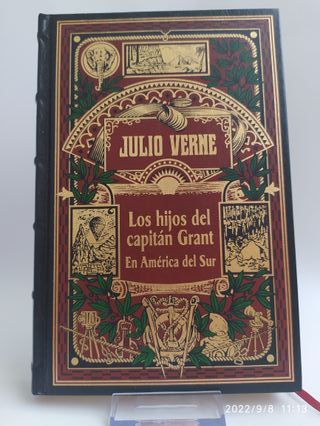 JULIO VERNE
Los hijos del
capitán Grant
En América del Sur
2022/9/8 11:13